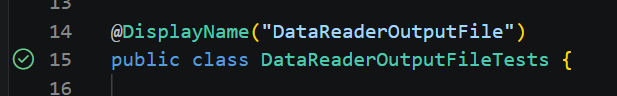 13
14 @DisplayName("DataReaderOutputFile")
15 public class DataReaderOutputFileTests {
16